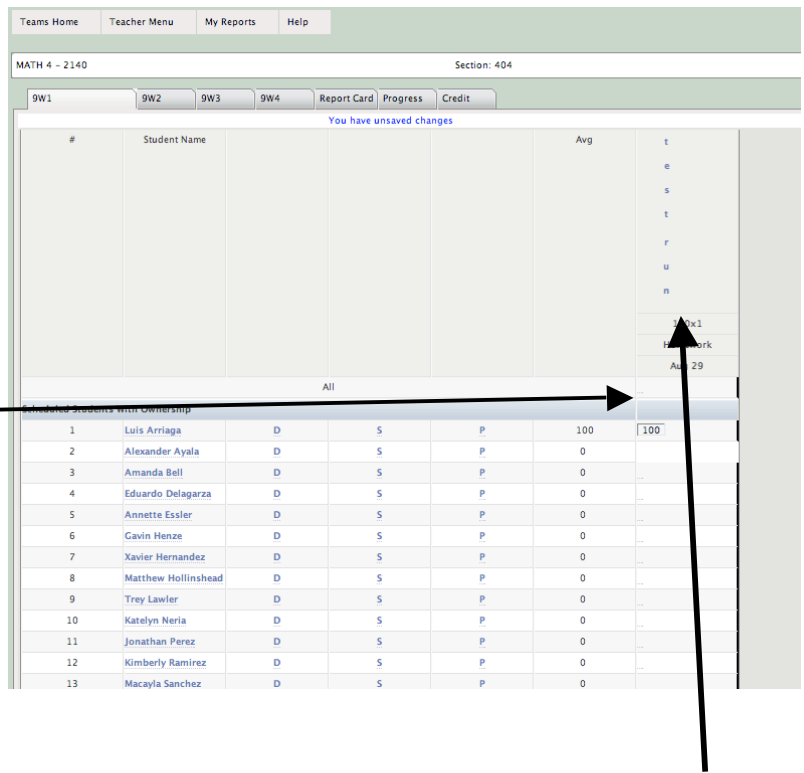 Teams Home Teacher Menu My Reports Help
MATH 4 - 2140 Section: 404
9W1 9W2 9W3 9W4 Report Card Progress Credit
You have unsaved changes
# Student Name Avg
t
e
s
t
r
u
n
Aug 29
All ...
Scheduled Students With Ownership
1 Luis Arriaga D S P 100 100
2 Alexander Ayala D S P 0
3 Amanda Bell D S P 0 ...
4 Eduardo Delagarza D S P 0 ...
5 Annette Essler D S P 0 ...
6 Gavin Henze D S P 0 ...
7 Xavier Hernandez D S P 0 ...
8 Matthew Hollinshead D S P 0 ...
9 Trey Lawler D S P 0 ...
10 Katelyn Neria D S P 0 ...
11 Jonathan Perez D S P 0 ...
12 Kimberly Ramirez D S P 0 ...
13 Macayla Sanchez D S P 0